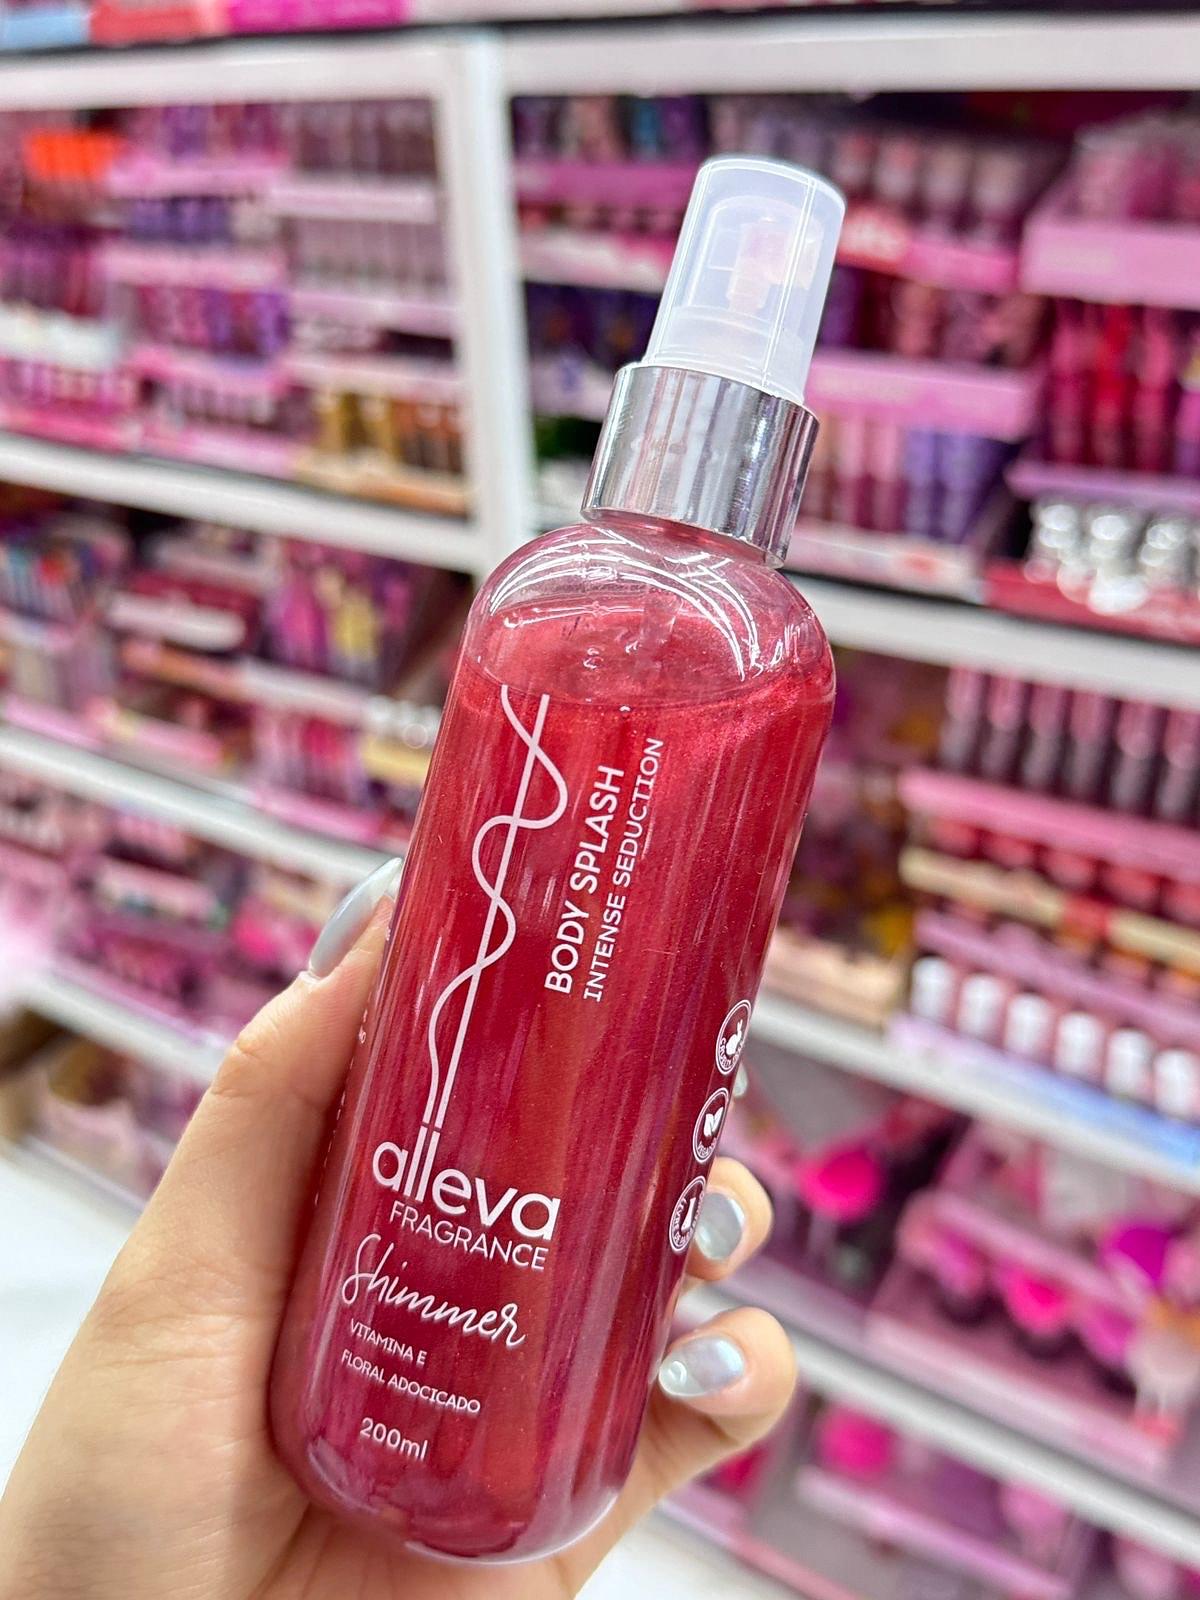 BODY SPLASH
INTENSE SEDUCTION
alleva
FRAGRANCE
Shimmer
VITAMINA E
FLORAL ADOCICADO
200ml